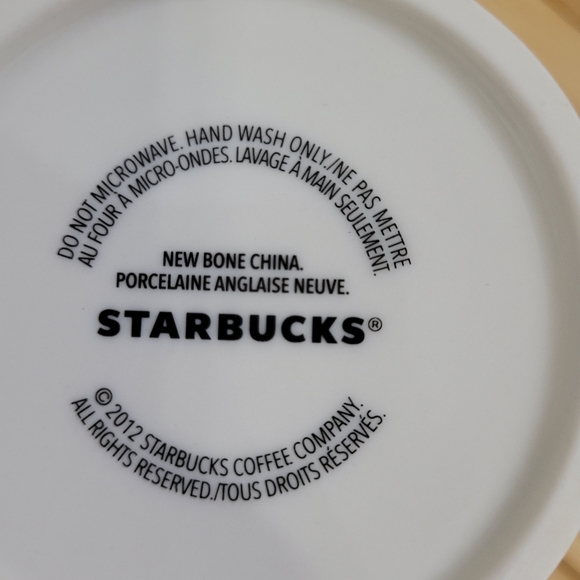 DO NOT MICROWAVE. HAND WASH ONLY./NE PAS METTRE
AU FOUR À MICRO-ONDES. LAVAGE À MAIN SEULEMENT.
NEW BONE CHINA.
PORCELAINE ANGLAISE NEUVE.
STARBUCKS®
© 2012 STARBUCKS COFFEE COMPANY.
ALL RIGHTS RESERVED./TOUS DROITS RÉSERVÉS.